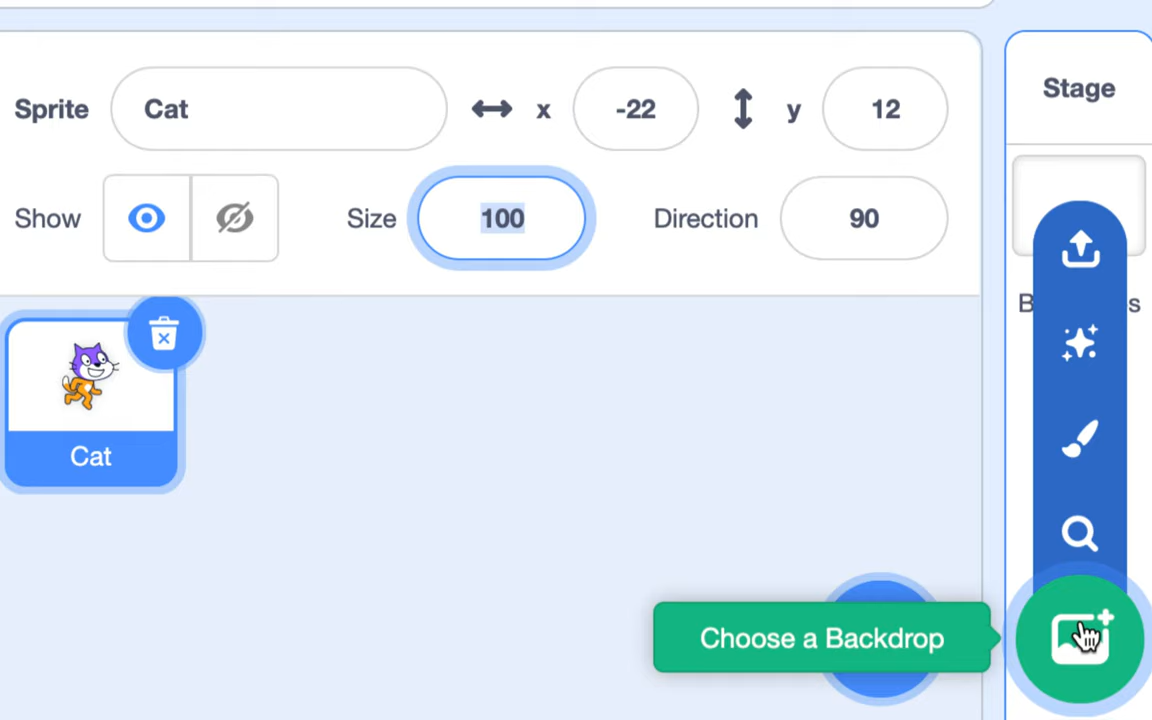 Sprite Cat x -22 y 12
Stage
Show Size 100 Direction 90
Cat
Choose a Backdrop